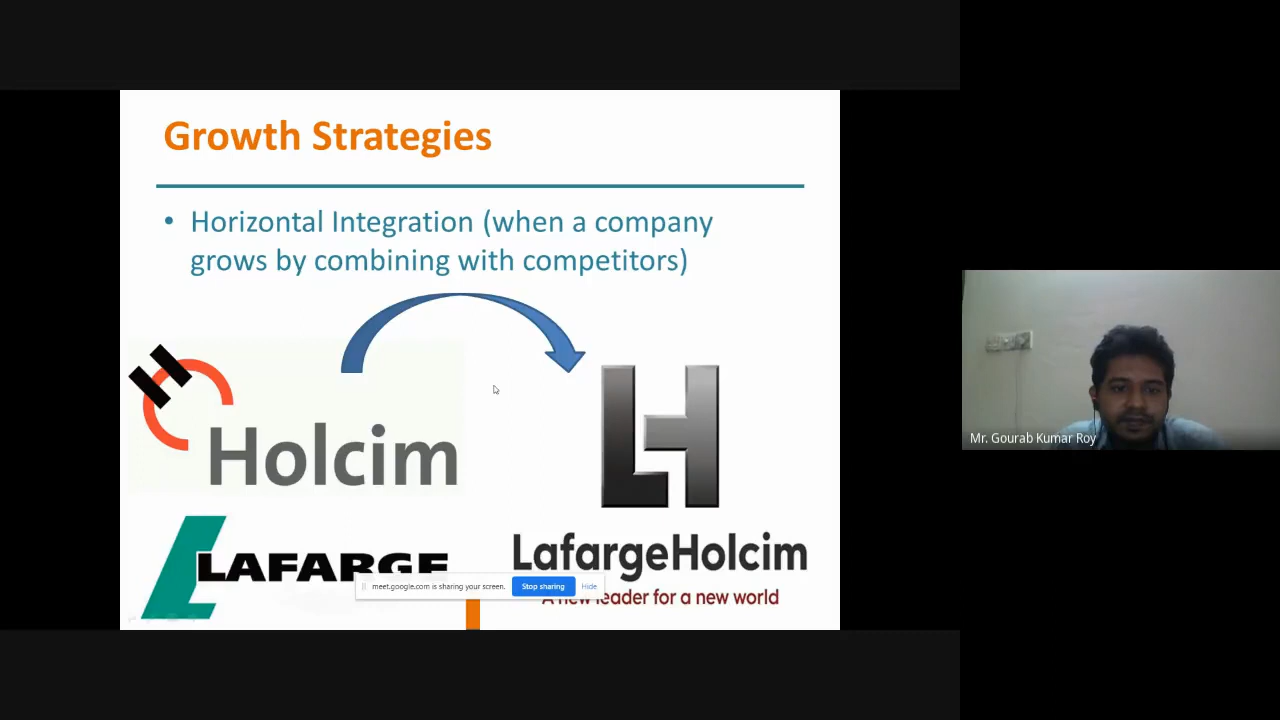 Growth Strategies
• Horizontal Integration (when a company
grows by combining with competitors)
Holcim
LH
LAFARGE
LafargeHolcim
meet.google.com is sharing your screen. Stop sharing Hide
A new leader for a new world
Mr. Gourab Kumar Roy